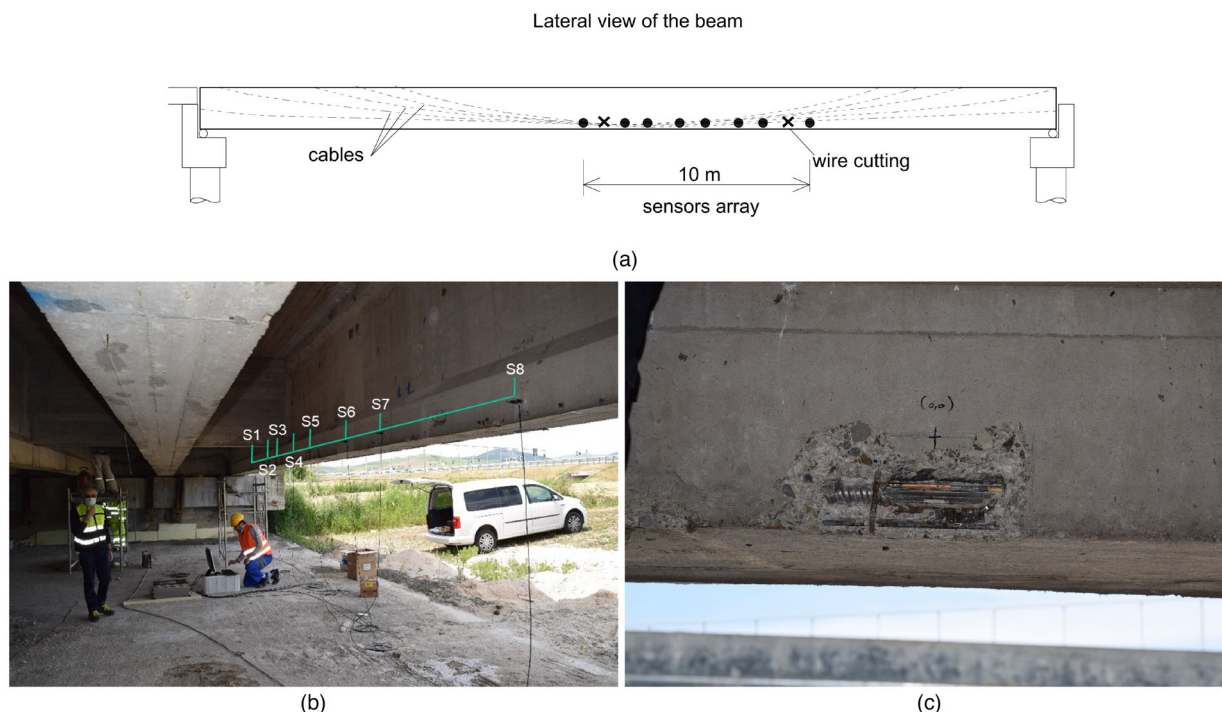 Lateral view of the beam
cables
wire cutting
10 m
sensors array
(a)
S8
S7
S6
S5
S1
S3
S4
S2
(0,0)
(b)
(c)